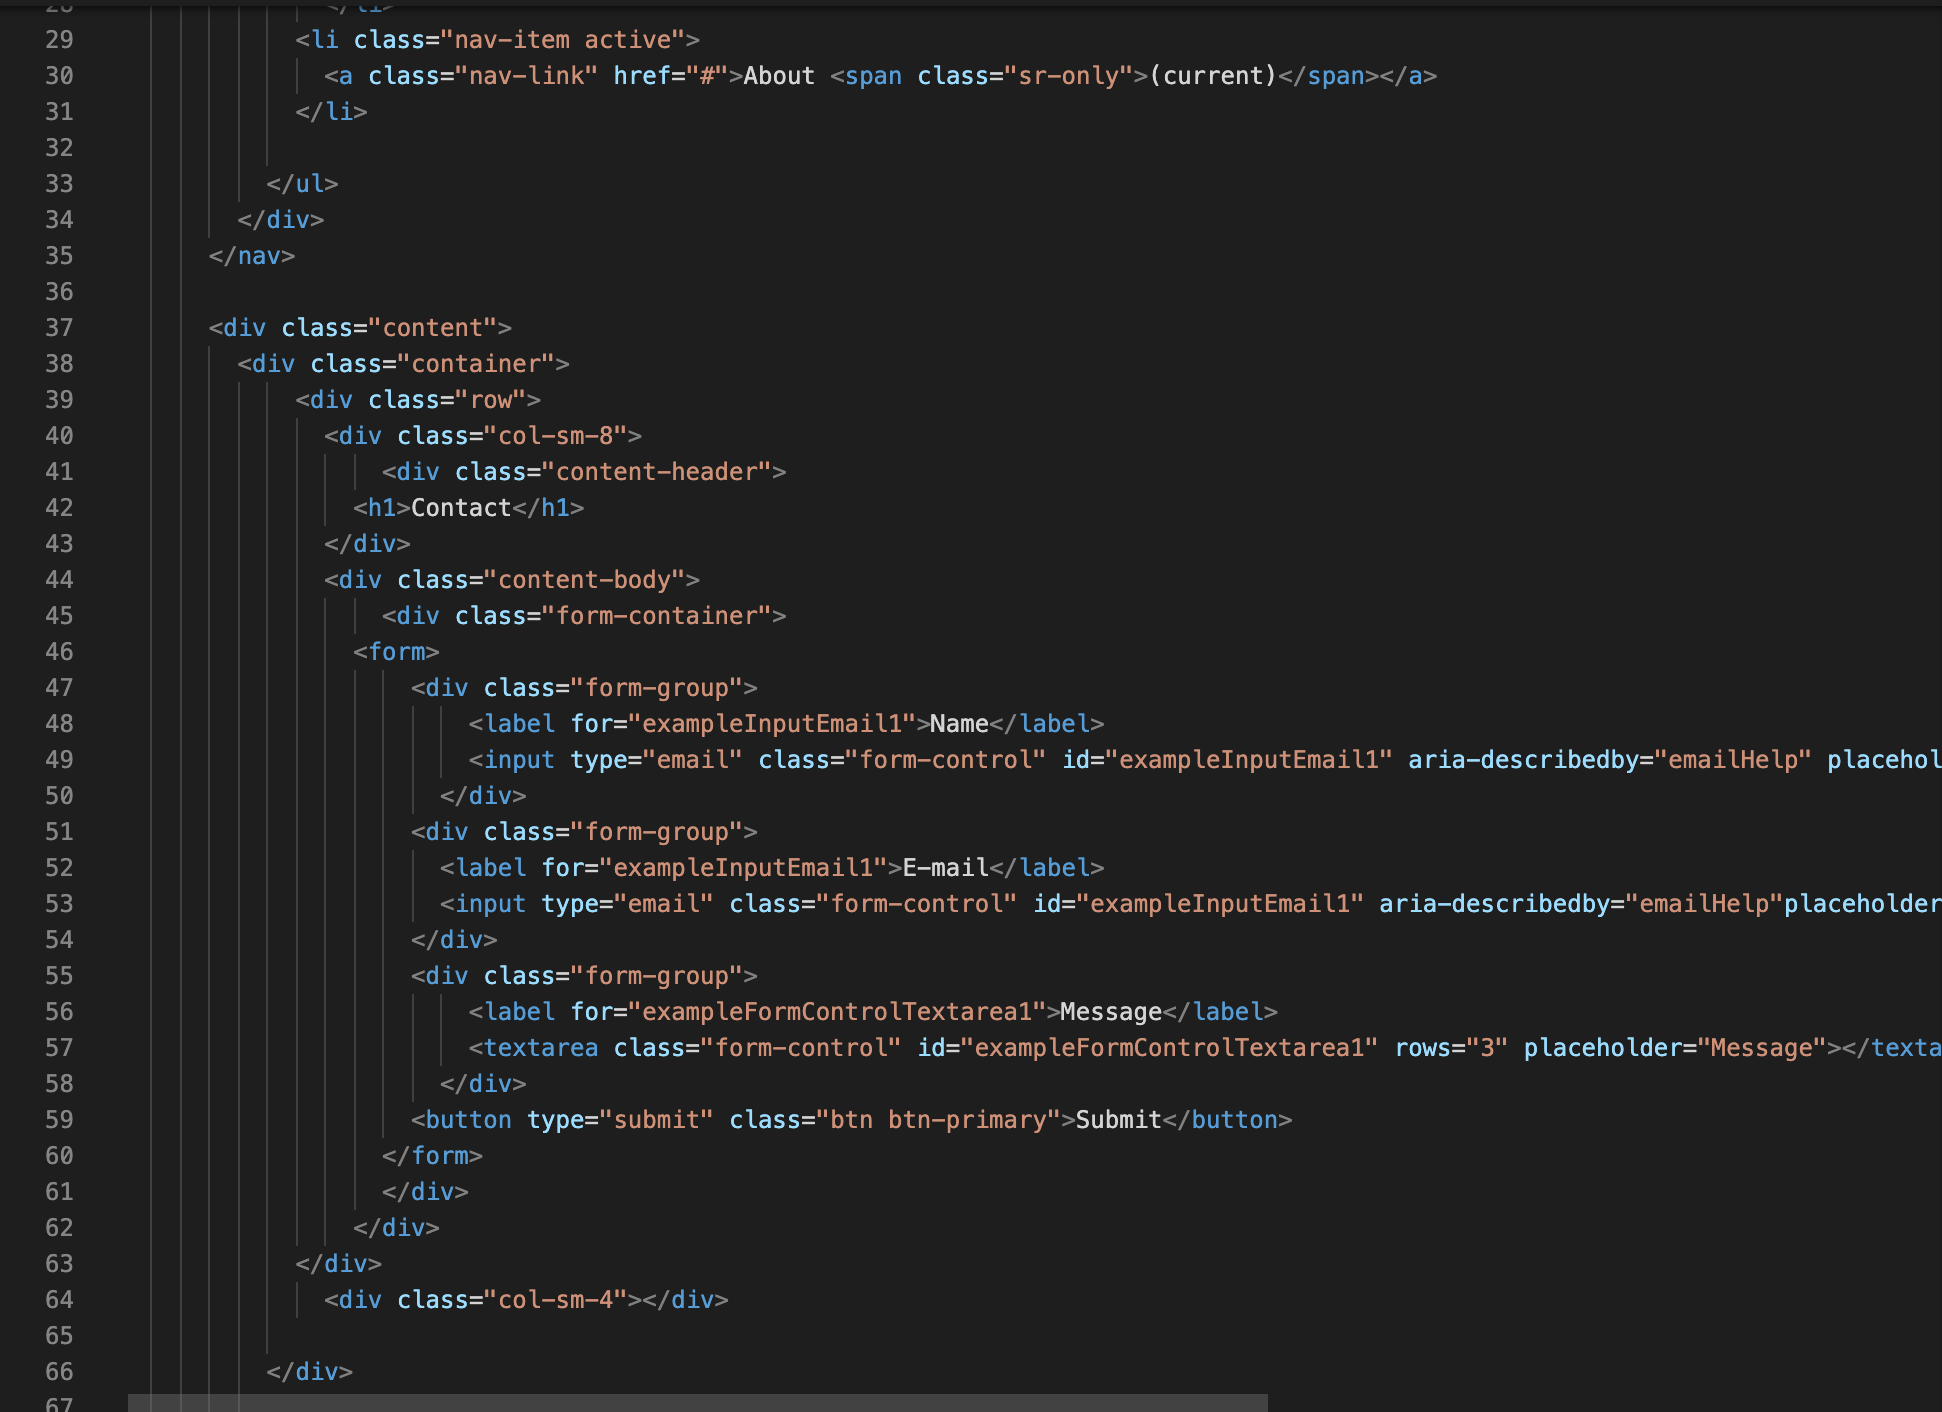 28 </li>
29 <li class="nav-item active">
30 <a class="nav-link" href="#">About <span class="sr-only">(current)</span></a>
31 </li>
32
33 </ul>
34 </div>
35 </nav>
36
37 <div class="content">
38 <div class="container">
39 <div class="row">
40 <div class="col-sm-8">
41 <div class="content-header">
42 <h1>Contact</h1>
43 </div>
44 <div class="content-body">
45 <div class="form-container">
46 <form>
47 <div class="form-group">
48 <label for="exampleInputEmail1">Name</label>
49 <input type="email" class="form-control" id="exampleInputEmail1" aria-describedby="emailHelp" placehol
50 </div>
51 <div class="form-group">
52 <label for="exampleInputEmail1">E-mail</label>
53 <input type="email" class="form-control" id="exampleInputEmail1" aria-describedby="emailHelp"placeholder
54 </div>
55 <div class="form-group">
56 <label for="exampleFormControlTextarea1">Message</label>
57 <textarea class="form-control" id="exampleFormControlTextarea1" rows="3" placeholder="Message"></texta
58 </div>
59 <button type="submit" class="btn btn-primary">Submit</button>
60 </form>
61 </div>
62 </div>
63 </div>
64 <div class="col-sm-4"></div>
65
66 </div>
67